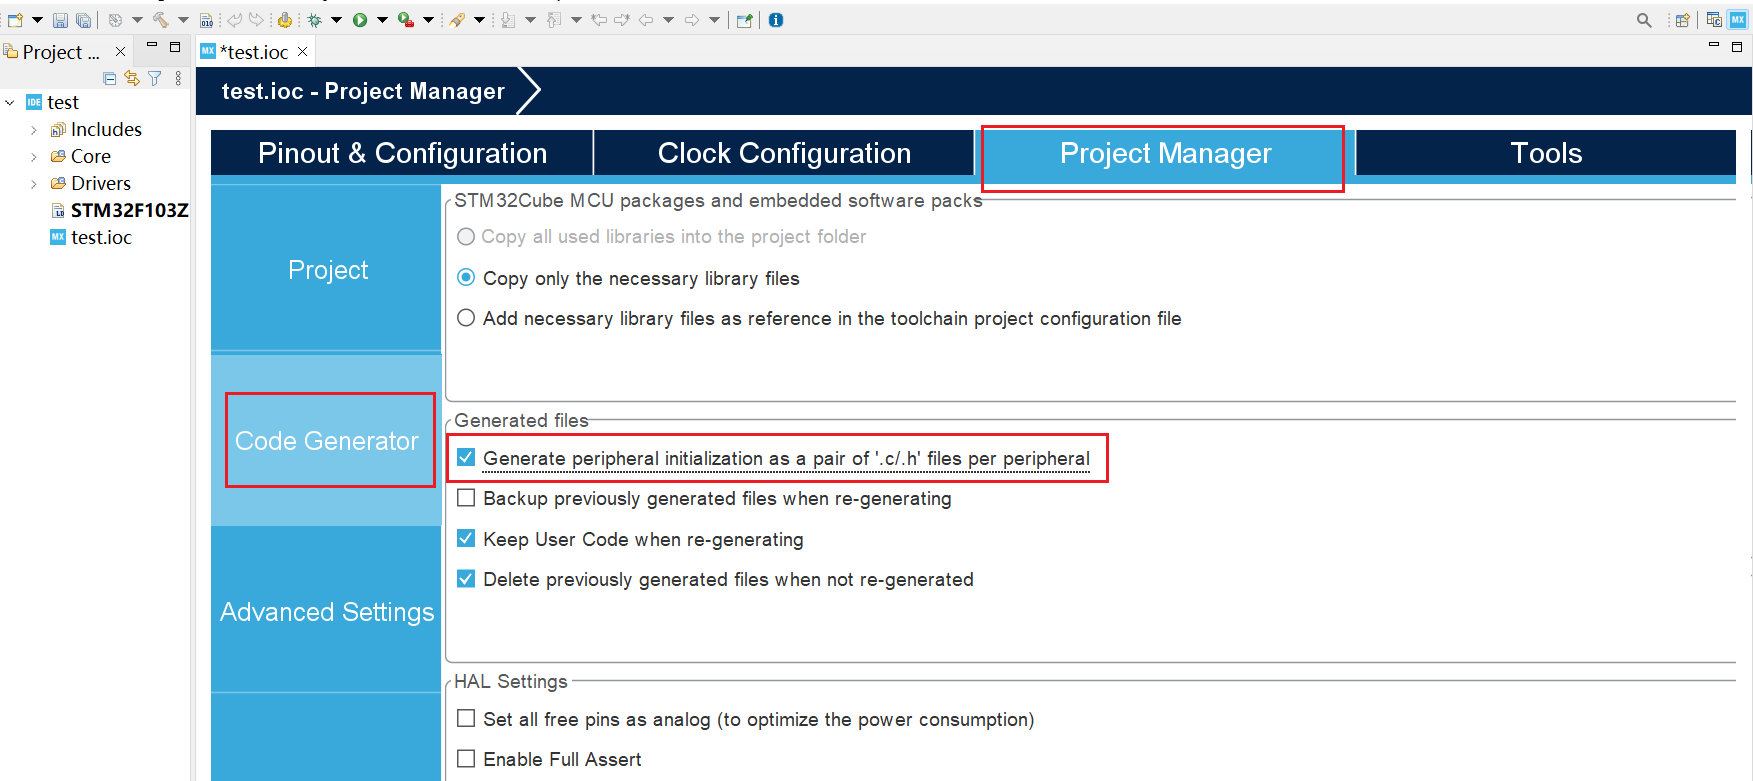 010
Project ...
MX *test.ioc
IDE test
Includes
Core
Drivers
STM32F103Z
MX test.ioc
test.ioc - Project Manager
Pinout & Configuration
Clock Configuration
Project Manager
Tools
Project
Code Generator
Advanced Settings
STM32Cube MCU packages and embedded software packs
Copy all used libraries into the project folder
Copy only the necessary library files
Add necessary library files as reference in the toolchain project configuration file
Generated files
Generate peripheral initialization as a pair of '.c/.h' files per peripheral
Backup previously generated files when re-generating
Keep User Code when re-generating
Delete previously generated files when not re-generated
HAL Settings
Set all free pins as analog (to optimize the power consumption)
Enable Full Assert